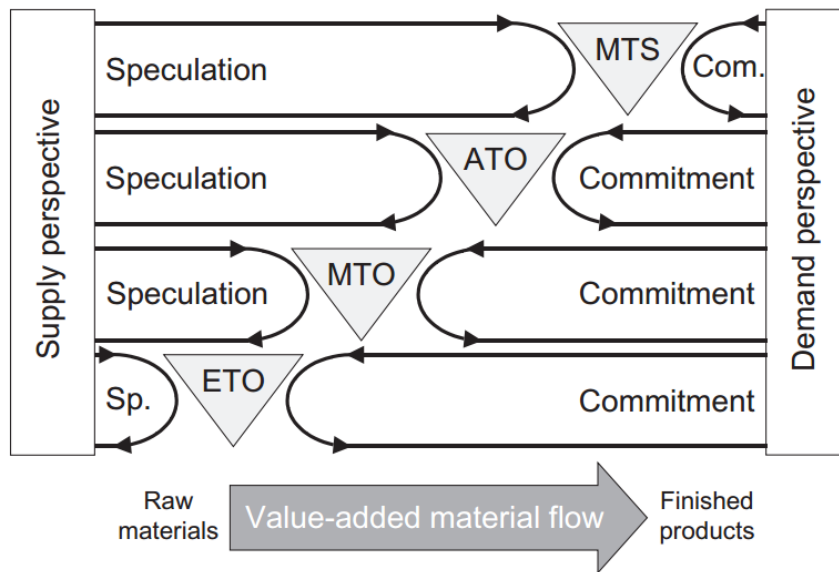 Supply perspective
Speculation
MTS
Com.
Speculation
ATO
Commitment
Speculation
MTO
Commitment
Sp.
ETO
Commitment
Demand perspective
Raw
materials
Value-added material flow
Finished
products